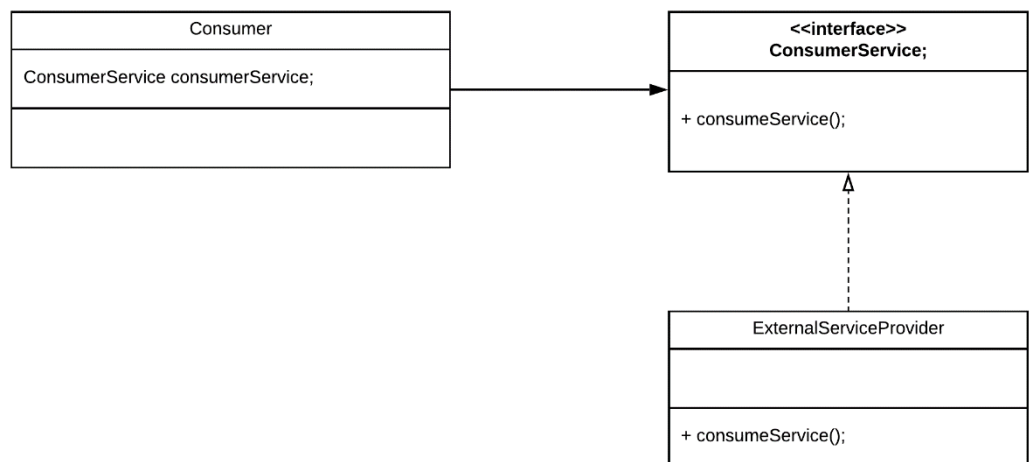 Consumer
ConsumerService consumerService;
<<interface>>
ConsumerService;
+ consumeService();
ExternalServiceProvider
+ consumeService();